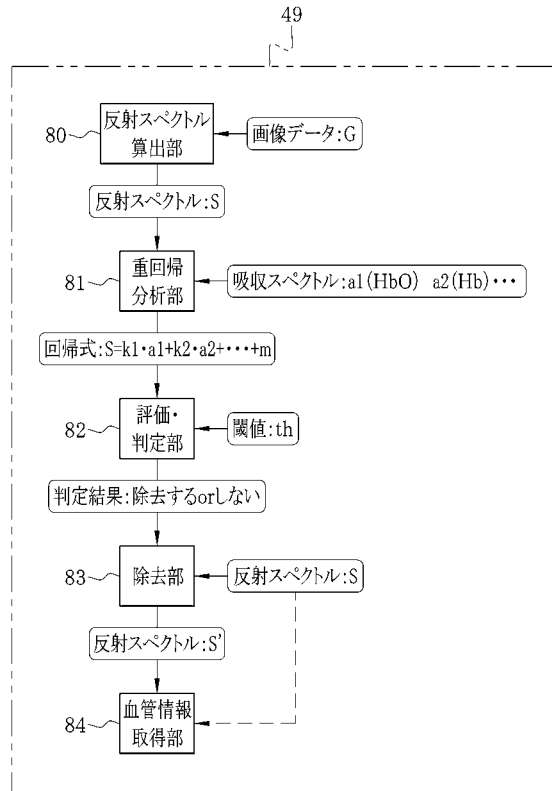 49
80
反射スペクトル
算出部
画像データ:G
反射スペクトル:S
81
重回帰
分析部
吸収スペクトル:a1(HbO) a2(Hb)･･･
回帰式:S=k1･a1+k2･a2+･･･+m
82
評価･
判定部
閾値:th
判定結果:除去するorしない
83
除去部
反射スペクトル:S
反射スペクトル:S'
84
血管情報
取得部